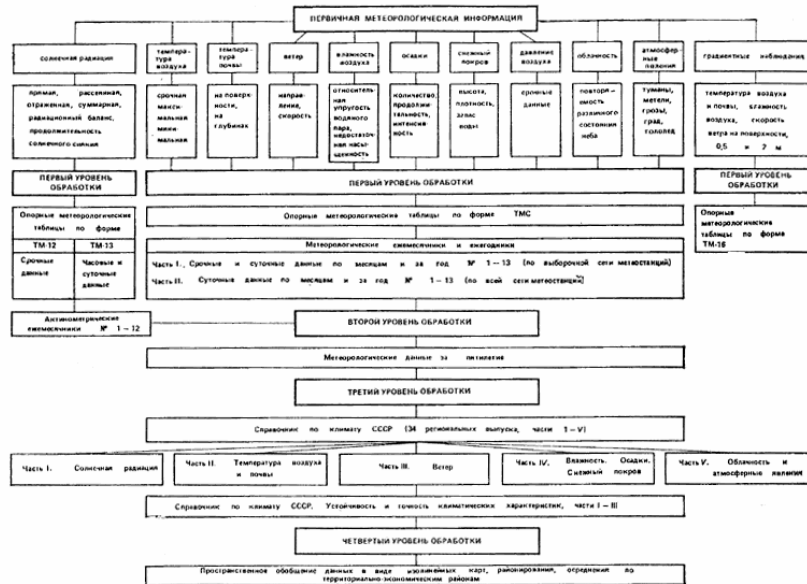 ПЕРВИЧНАЯ МЕТЕОРОЛОГИЧЕСКАЯ ИНФОРМАЦИЯ
солнечная радиация
темпера-
тура
воздуха
темпера-
тура
почвы
ветер
влажность
воздуха
осадки
снежный
покров
давление
воздуха
облачность
атмосфер-
ные
явления
градиентные наблюдения
прямая, рассеянная,
отраженная, суммарная,
радиационный баланс,
продолжительность
солнечного сияния
срочная
макси-
мальная
мини-
мальная
на поверх-
ности,
на
глубинах
направ-
ление,
скорость
относитель-
ная
упругость
водяного
пара,
недостаточ-
ная насы-
щенность
количество,
продолжи-
тельность,
интенсив-
ность
высота,
плотность,
запас
воды
срочные
данные
повторя-
емость
различного
состояния
неба
туманы,
метели,
грозы,
град,
гололед
температура воздуха
и почвы, влажность
воздуха, скорость
ветра на поверхности,
0,5 и 2 м
ПЕРВЫЙ УРОВЕНЬ
ОБРАБОТКИ
ПЕРВЫЙ УРОВЕНЬ ОБРАБОТКИ
ПЕРВЫЙ УРОВЕНЬ
ОБРАБОТКИ
Опорные метеорологические
таблицы по форме
ТМ-12 ТМ-13
Срочные
данные
Часовые и
суточные
данные
Опорные метеорологические таблицы по форме ТМС
Опорные
метеорологические
таблицы по форме
ТМ-16
Метеорологические ежемесячники и ежегодники
Часть I. Срочные и суточные данные по месяцам и за год № 1—13 (по выборочной сети метеостанций)
Часть II. Суточные данные по месяцам и за год № 1—13 (по всей сети метеостанций)
Актинометрические
ежемесячники № 1—12
ВТОРОЙ УРОВЕНЬ ОБРАБОТКИ
Метеорологические данные за пятилетие
ТРЕТИЙ УРОВЕНЬ ОБРАБОТКИ
Справочник по климату СССР (34 региональных выпуска, части I—V)
Часть I. Солнечная радиация
Часть II. Температура воздуха
и почвы
Часть III. Ветер
Часть IV. Влажность. Осадки.
Снежный покров
Часть V. Облачность и
атмосферные явления
Справочник по климату СССР. Устойчивость и точность климатических характеристик, части I—III
ЧЕТВЕРТЫЙ УРОВЕНЬ ОБРАБОТКИ
Пространственное обобщение данных в виде изолинейных карт, районирования, осреднения по
территориально-экономическим районам